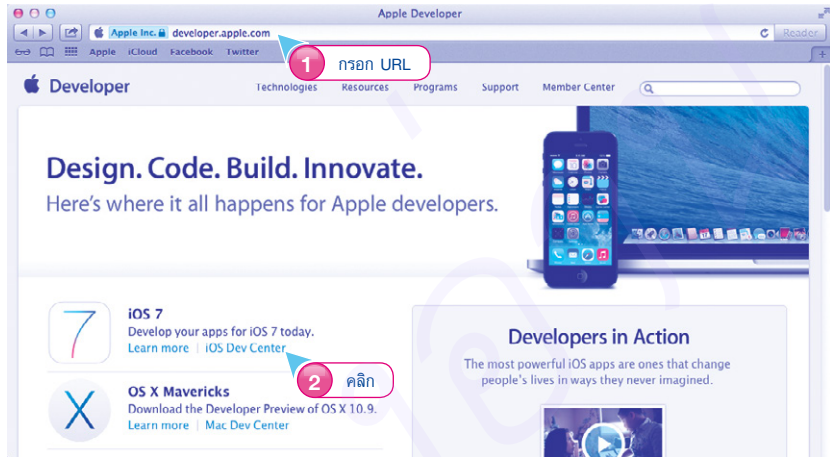 Apple Developer
Apple Inc. developer.apple.com
Reader
Apple iCloud Facebook Twitter
1 กรอก URL
Developer
Technologies Resources Programs Support Member Center
Design. Code. Build. Innovate.
Here's where it all happens for Apple developers.
7
iOS 7
Develop your apps for iOS 7 today.
Learn more | iOS Dev Center
2 คลิก
X
OS X Mavericks
Download the Developer Preview of OS X 10.9.
Learn more | Mac Dev Center
Developers in Action
The most powerful iOS apps are ones that change
people's lives in ways they never imagined.